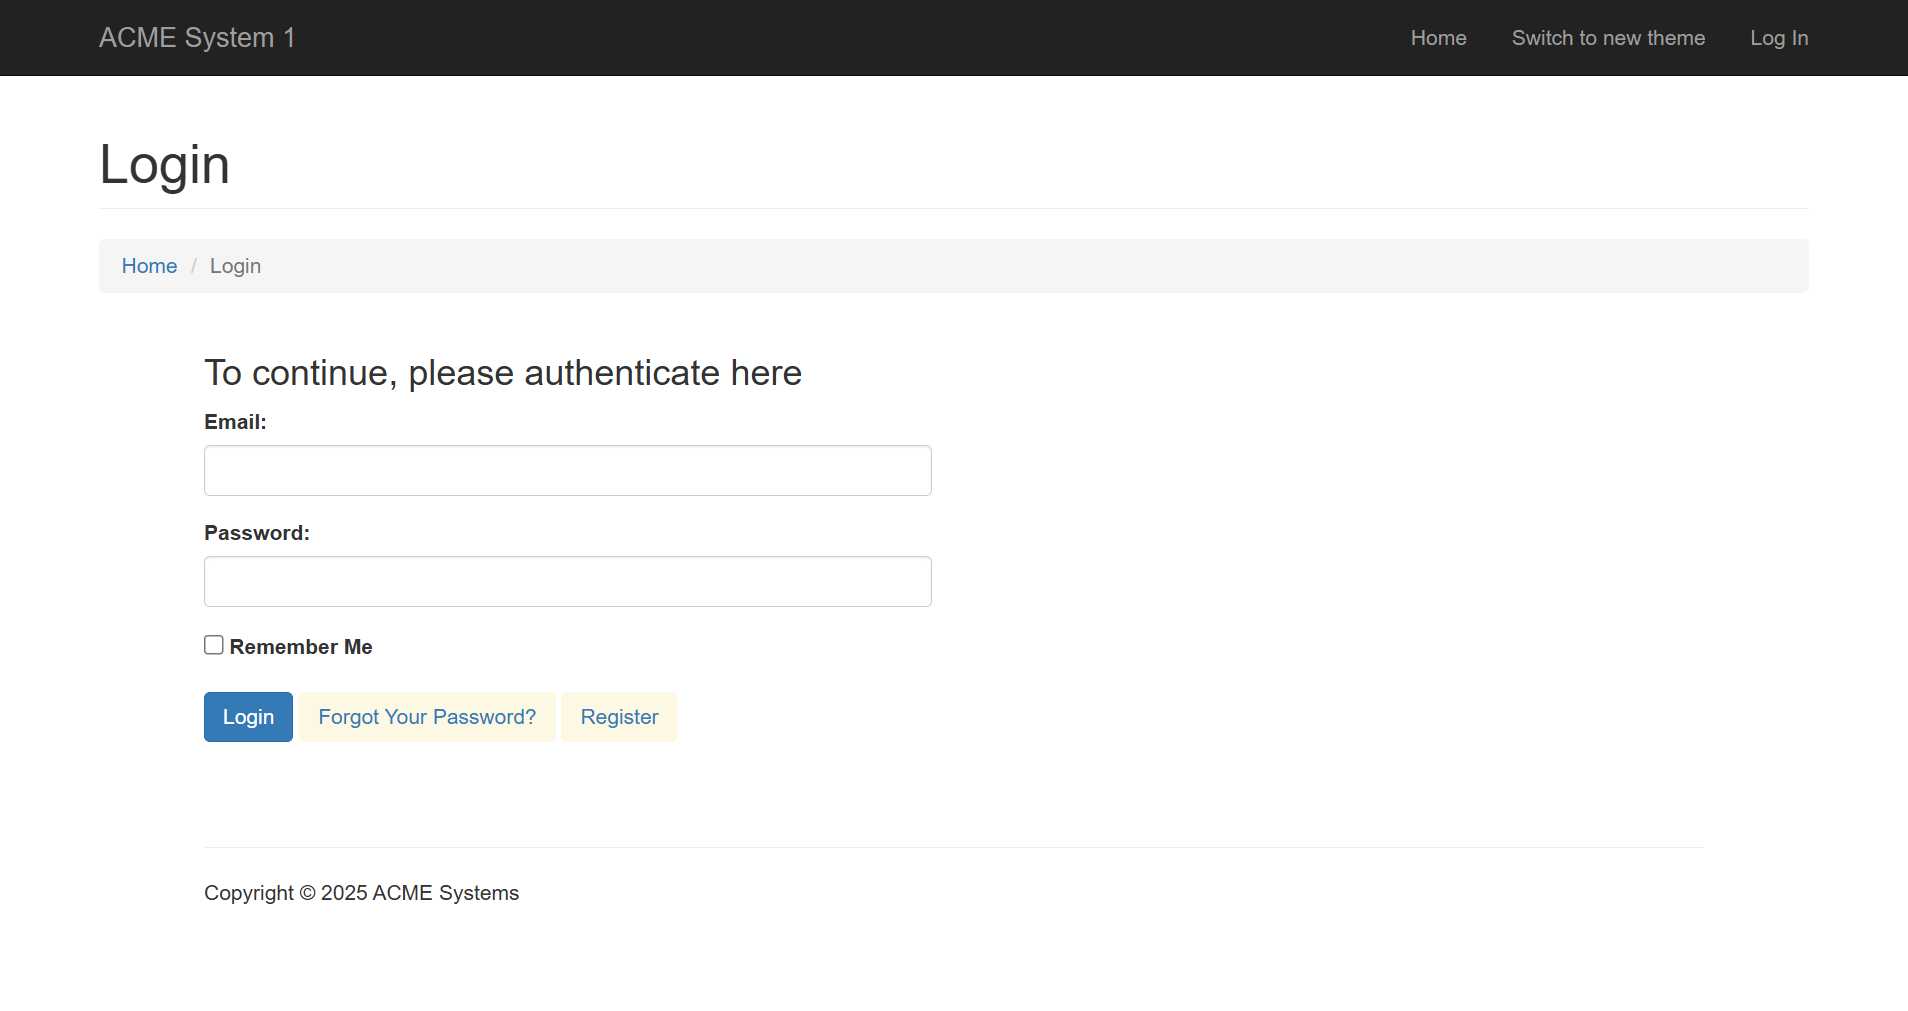 ACME System 1
Home Switch to new theme Log In
Login
Home / Login
To continue, please authenticate here
Email:
Password:
Remember Me
Login Forgot Your Password? Register
Copyright © 2025 ACME Systems